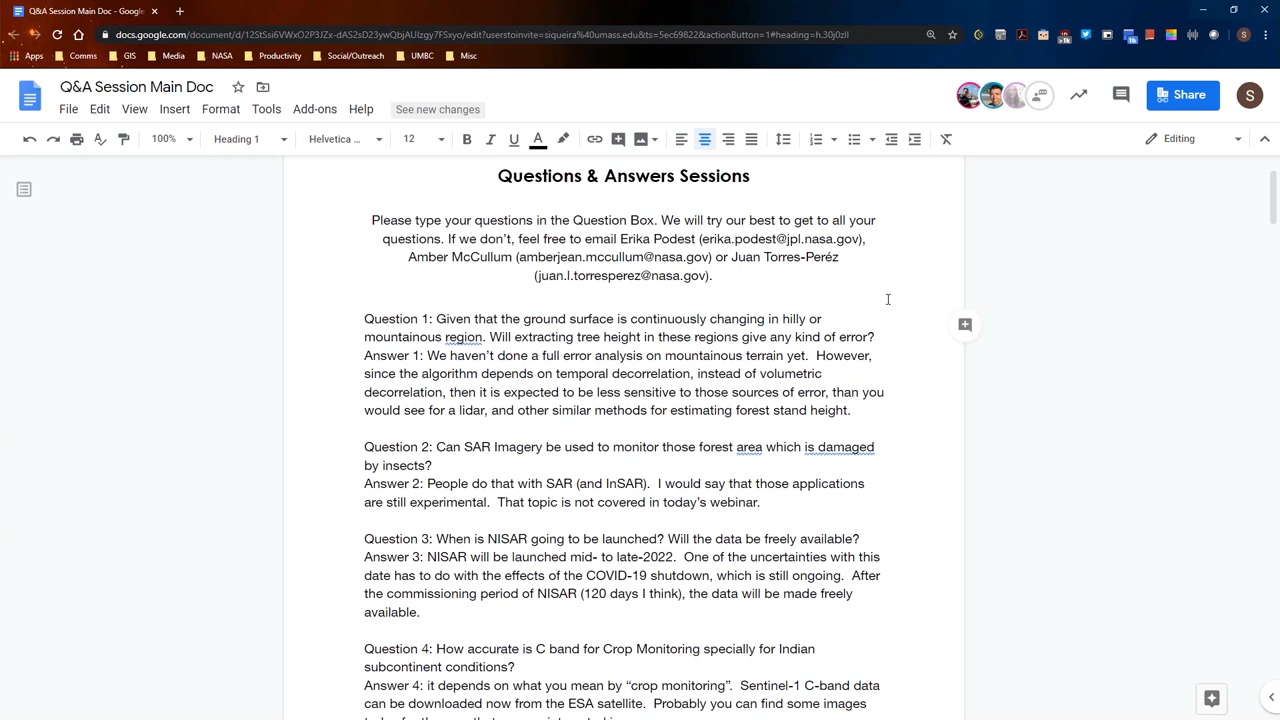 Q&A Session Main Doc - Google
docs.google.com/document/d/12StSsi6VWxO2P3JZx-dAS2sD23ywQbjAUIzgy7FSxyo/edit?userstoinvite=siqueira%40umass.edu&ts=5ec69822&actionButton=1#heading=h.30j0zll
Apps Comms GIS Media NASA Productivity Social/Outreach UMBC Misc
Q&A Session Main Doc
File Edit View Insert Format Tools Add-ons Help See new changes
Share
S
100% Heading 1 Helvetica ... 12 B I U A Editing
Questions & Answers Sessions
Please type your questions in the Question Box. We will try our best to get to all your
questions. If we don’t, feel free to email Erika Podest (erika.podest@jpl.nasa.gov),
Amber McCullum (amberjean.mccullum@nasa.gov) or Juan Torres-Peréz
(juan.l.torresperez@nasa.gov).
Question 1: Given that the ground surface is continuously changing in hilly or
mountainous region. Will extracting tree height in these regions give any kind of error?
Answer 1: We haven’t done a full error analysis on mountainous terrain yet. However,
since the algorithm depends on temporal decorrelation, instead of volumetric
decorrelation, then it is expected to be less sensitive to those sources of error, than you
would see for a lidar, and other similar methods for estimating forest stand height.
Question 2: Can SAR Imagery be used to monitor those forest area which is damaged
by insects?
Answer 2: People do that with SAR (and InSAR). I would say that those applications
are still experimental. That topic is not covered in today’s webinar.
Question 3: When is NISAR going to be launched? Will the data be freely available?
Answer 3: NISAR will be launched mid- to late-2022. One of the uncertainties with this
date has to do with the effects of the COVID-19 shutdown, which is still ongoing. After
the commissioning period of NISAR (120 days I think), the data will be made freely
available.
Question 4: How accurate is C band for Crop Monitoring specially for Indian
subcontinent conditions?
Answer 4: it depends on what you mean by “crop monitoring”. Sentinel-1 C-band data
can be downloaded now from the ESA satellite. Probably you can find some images